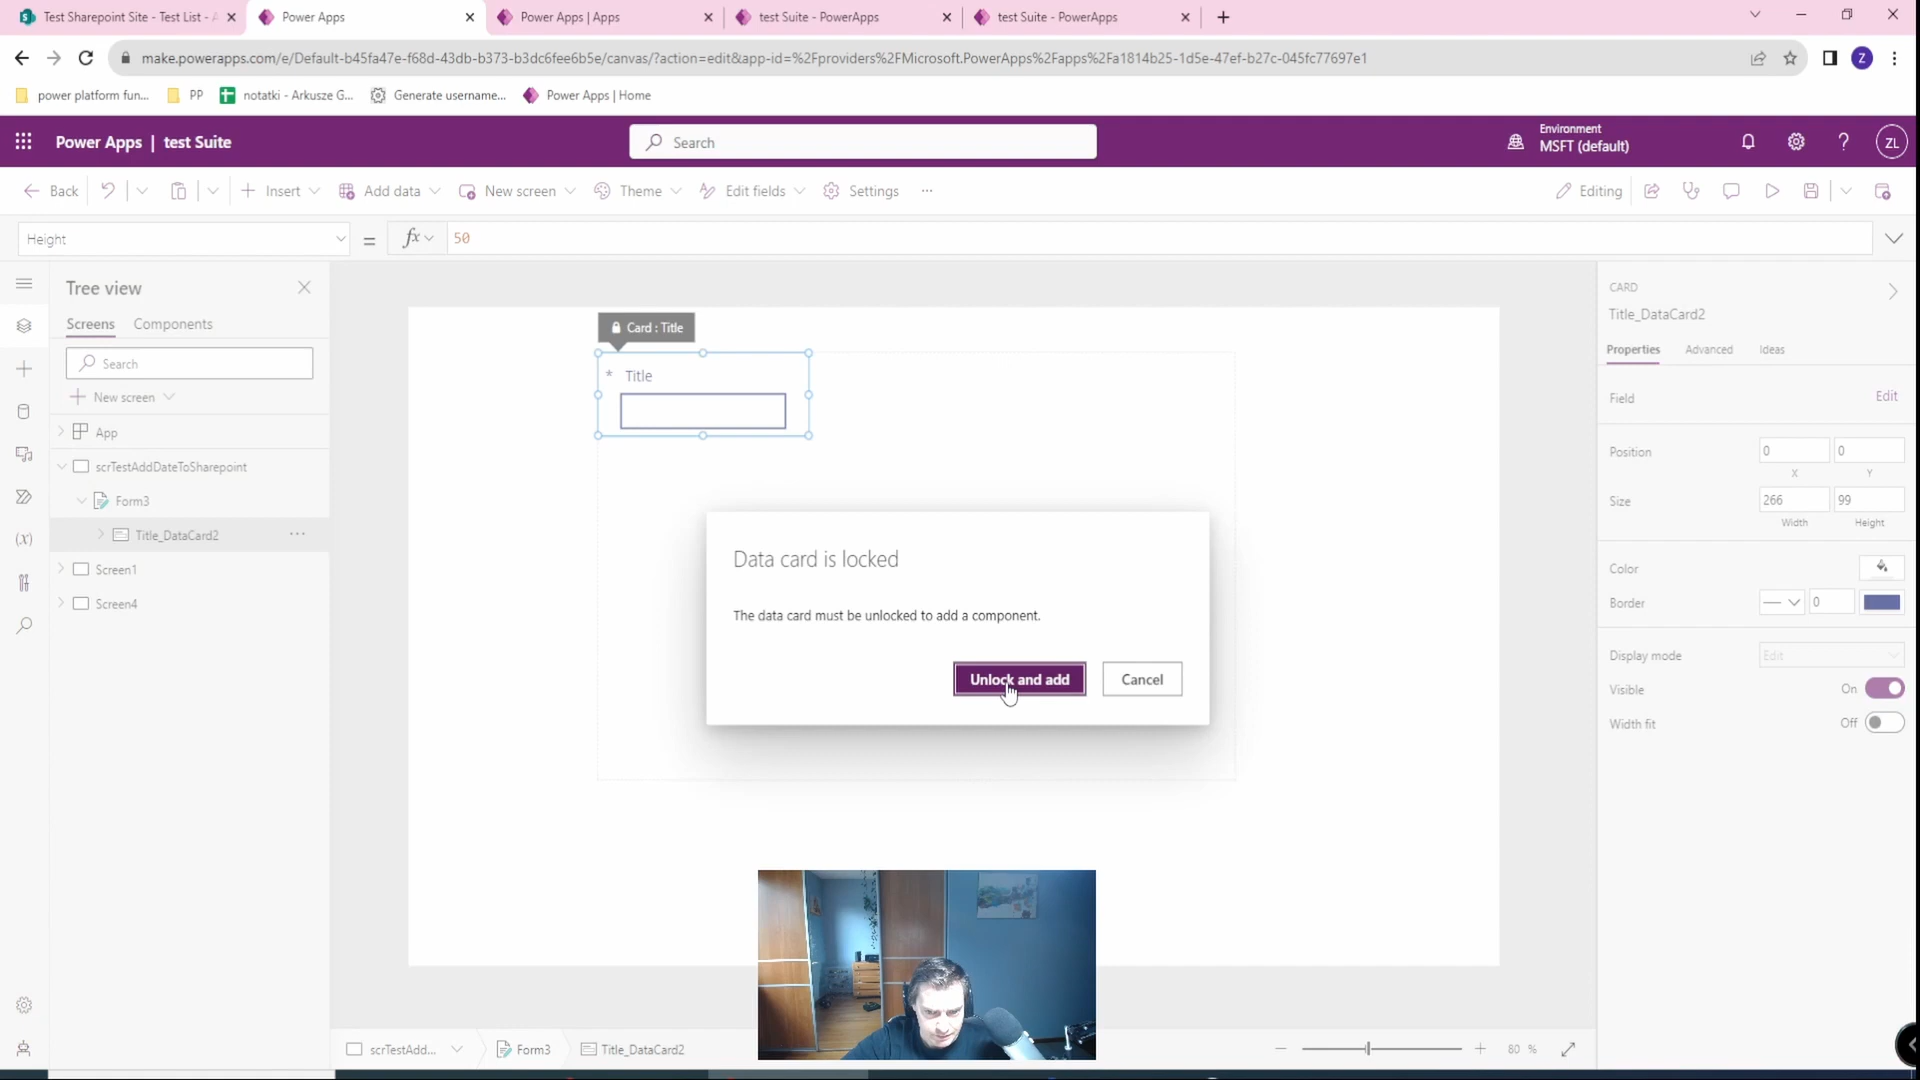 Test Sharepoint Site - Test List - A
Power Apps
Power Apps | Apps
test Suite - PowerApps
test Suite - PowerApps
make.powerapps.com/e/Default-b45fa47e-f68d-43db-b373-b3dc6fee6b5e/canvas/?action=edit&app-id=%2Fproviders%2FMicrosoft.PowerApps%2Fapps%2Fa1814b25-1d5e-47ef-b27c-045fc77697e1
Z
power platform fun...
PP
notatki - Arkusze G...
Generate username...
Power Apps | Home
Power Apps | test Suite
Search
Environment
MSFT (default)
ZL
Back
Insert
Add data
New screen
Theme
Edit fields
Settings
Editing
Height
=
fx
50
Tree view
Screens
Components
Search
New screen
App
scrTestAddDateToSharepoint
Form3
Title_DataCard2
Screen1
Screen4
Card : Title
* Title
Data card is locked
The data card must be unlocked to add a component.
Unlock and add
Cancel
CARD
Title_DataCard2
Properties
Advanced
Ideas
Field
Edit
Position
0
0
X
Y
Size
266
99
Width
Height
Color
Border
0
Display mode
Edit
Visible
On
Width fit
Off
scrTestAdd...
Form3
Title_DataCard2
80 %